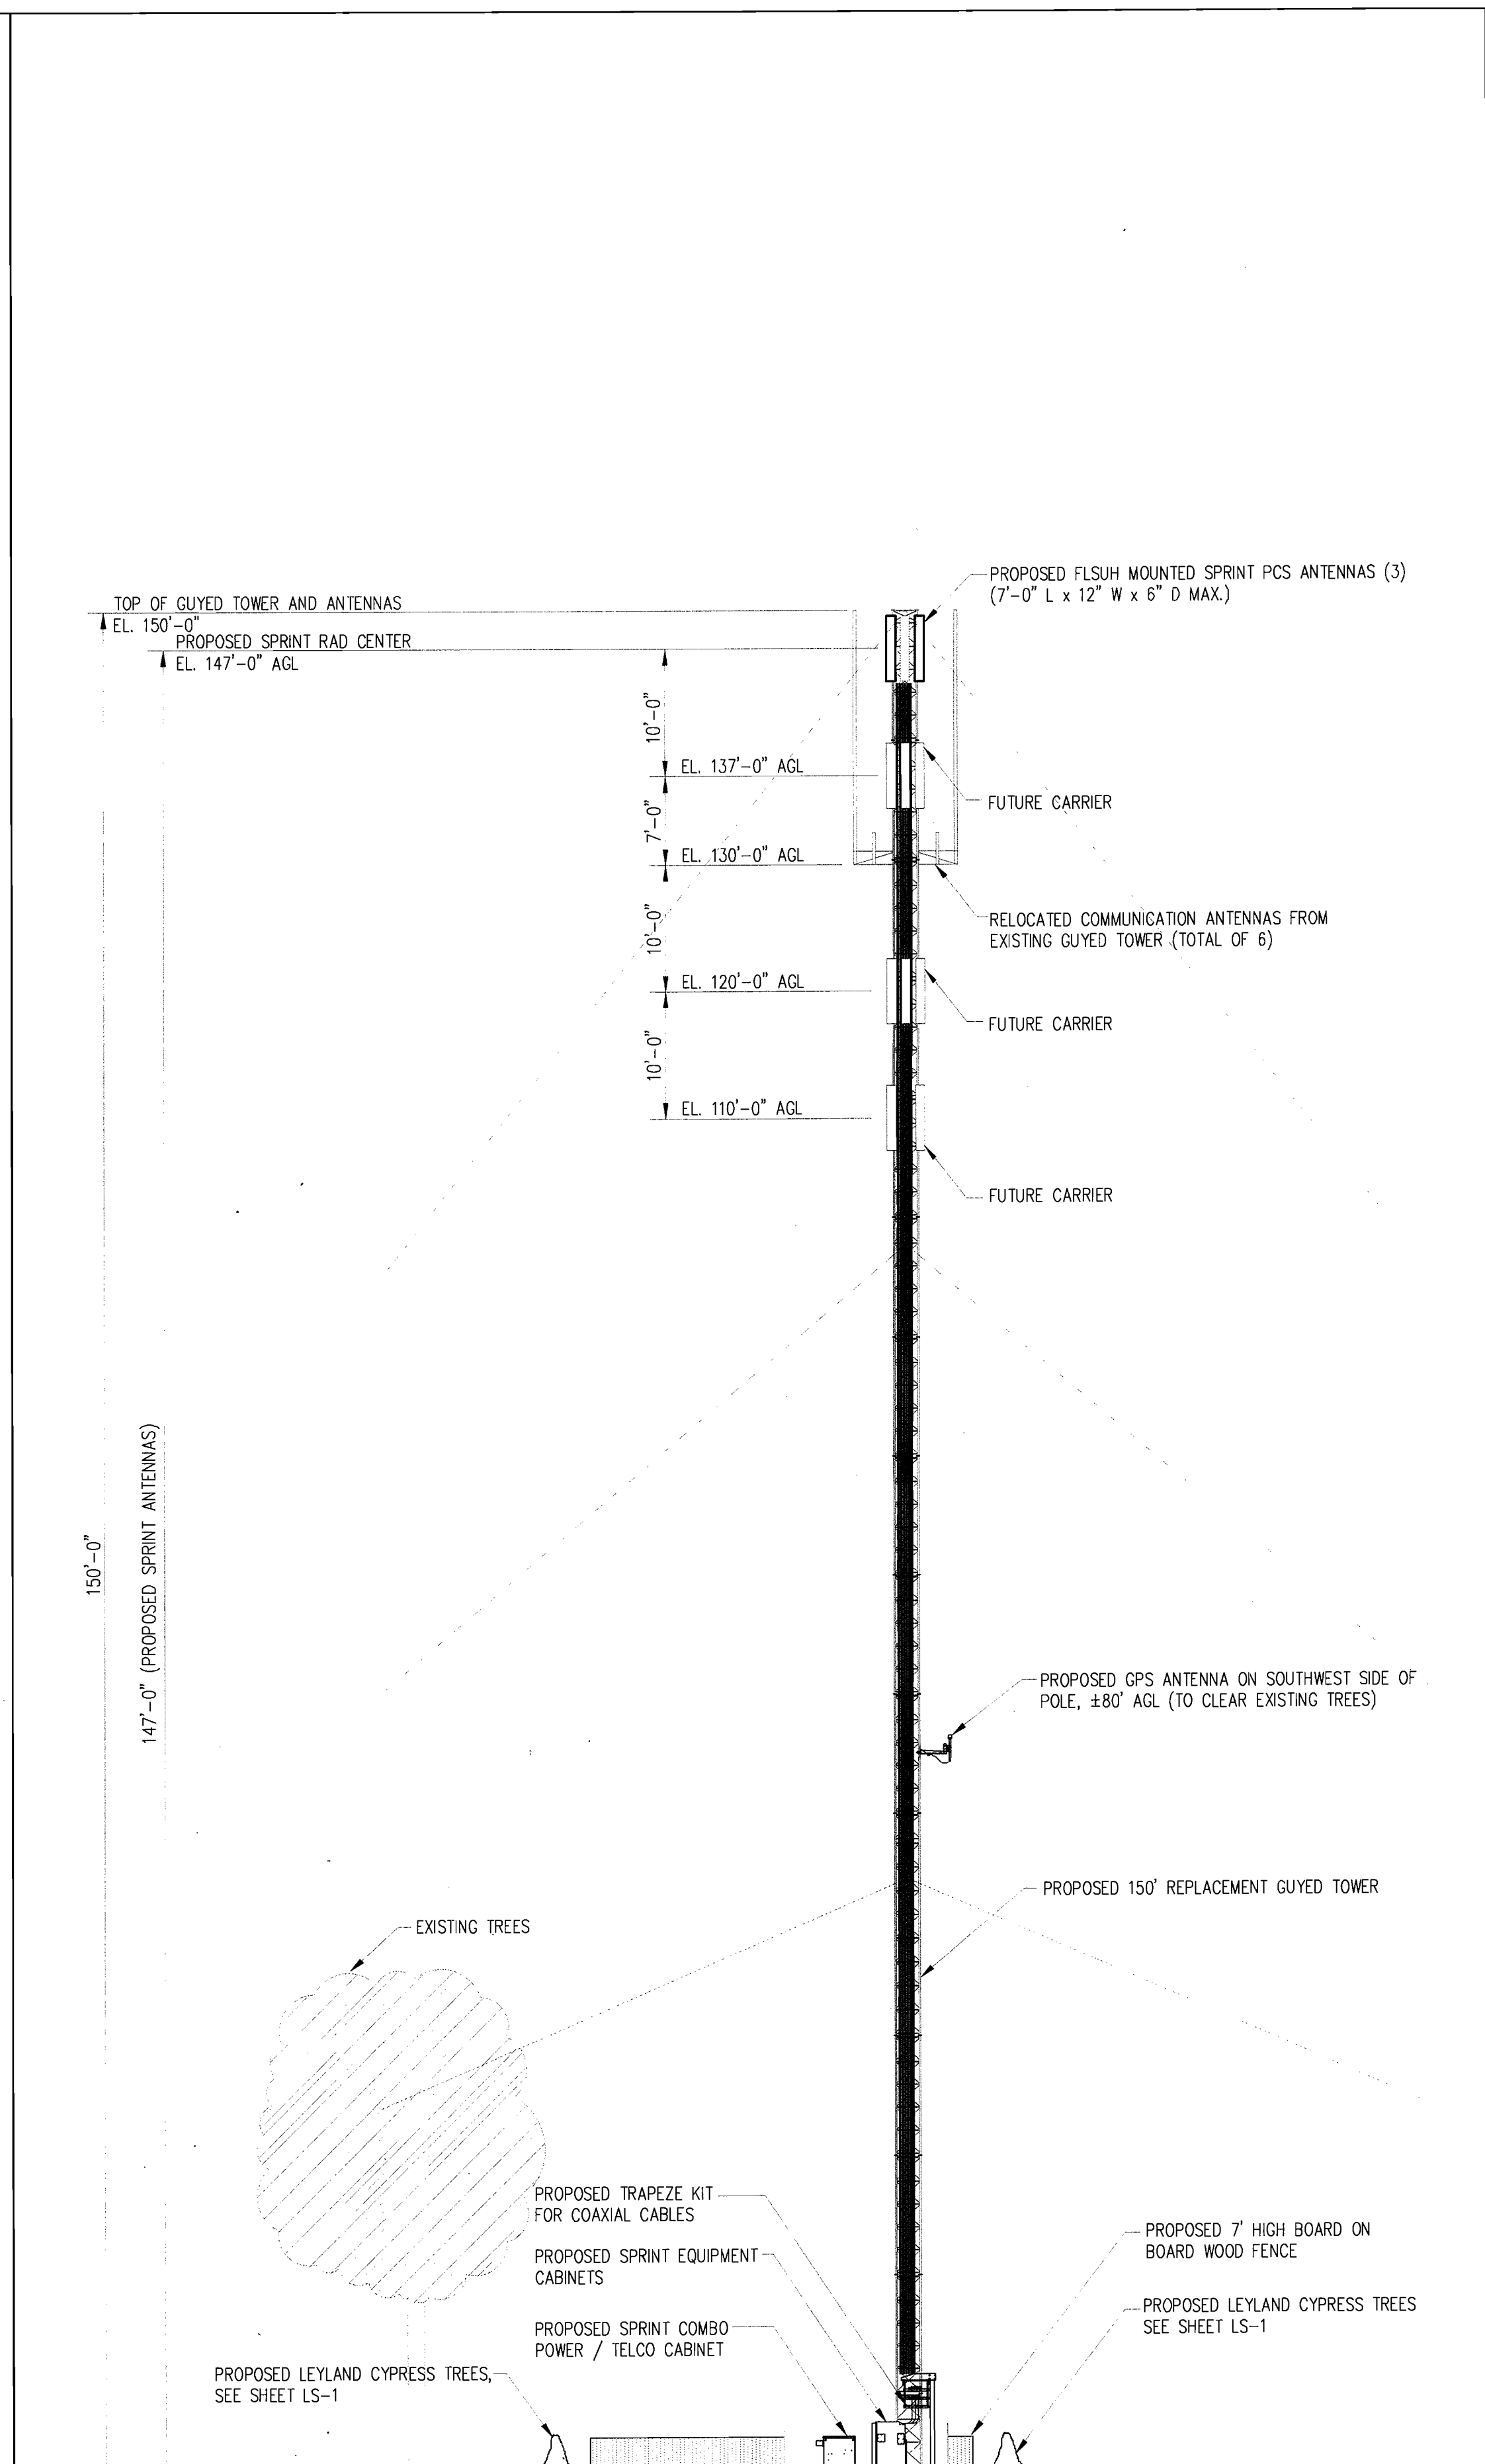 PROPOSED FLSUH MOUNTED SPRINT PCS ANTENNAS (3)
(7'-0" L x 12" W x 6" D MAX.)
TOP OF GUYED TOWER AND ANTENNAS
EL. 150'-0"
PROPOSED SPRINT RAD CENTER
EL. 147'-0" AGL
10'-0"
EL. 137'-0" AGL
FUTURE CARRIER
7'-0"
EL. 130'-0" AGL
RELOCATED COMMUNICATION ANTENNAS FROM
EXISTING GUYED TOWER (TOTAL OF 6)
10'-0"
EL. 120'-0" AGL
FUTURE CARRIER
10'-0"
EL. 110'-0" AGL
FUTURE CARRIER
150'-0"
147'-0" (PROPOSED SPRINT ANTENNAS)
PROPOSED GPS ANTENNA ON SOUTHWEST SIDE OF
POLE, ±80' AGL (TO CLEAR EXISTING TREES)
PROPOSED 150' REPLACEMENT GUYED TOWER
EXISTING TREES
PROPOSED TRAPEZE KIT
FOR COAXIAL CABLES
PROPOSED 7' HIGH BOARD ON
BOARD WOOD FENCE
PROPOSED SPRINT EQUIPMENT
CABINETS
PROPOSED LEYLAND CYPRESS TREES
SEE SHEET LS-1
PROPOSED SPRINT COMBO
POWER / TELCO CABINET
PROPOSED LEYLAND CYPRESS TREES,
SEE SHEET LS-1